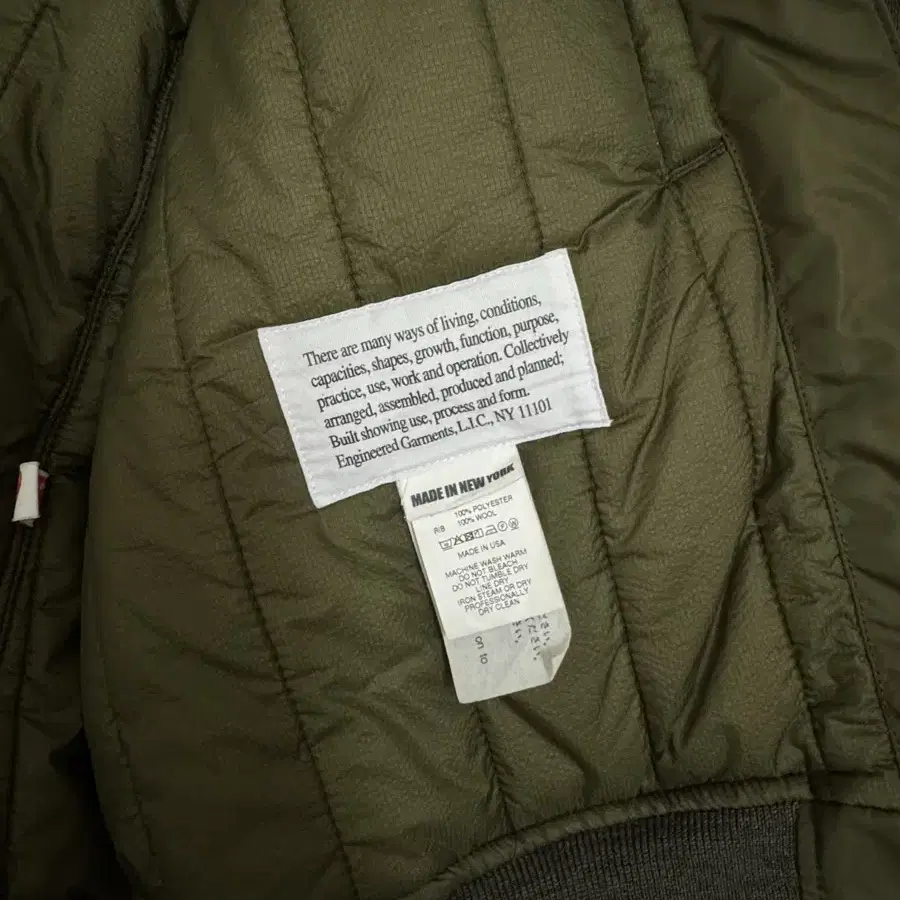 There are many ways of living, conditions,
capacities, shapes, growth, function, purpose,
practice, use, work and operation. Collectively
arranged, assembled, produced and planned;
Built showing use, process, and form.
Engineered Garments, L.I.C., NY 11101
MADE IN NEW YORK
100% POLYESTER
R/B 100% WOOL
MADE IN USA
MACHINE WASH WARM
DO NOT BLEACH
DO NOT TUMBLE DRY
LINE DRY
IRON STEAM OR DRY
PROFESSIONALLY
DRY CLEAN